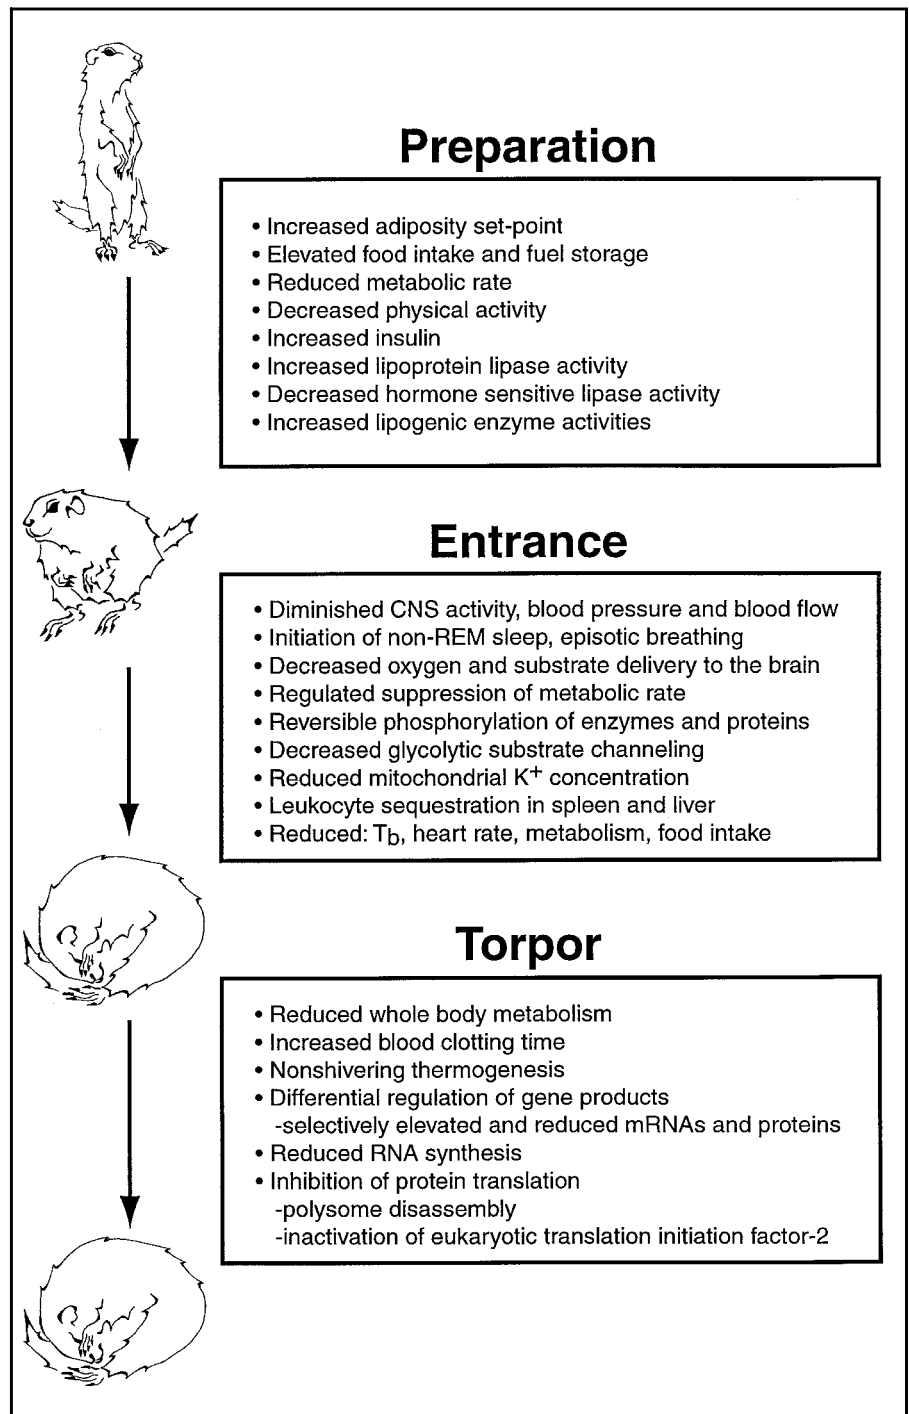 Preparation
• Increased adiposity set-point
• Elevated food intake and fuel storage
• Reduced metabolic rate
• Decreased physical activity
• Increased insulin
• Increased lipoprotein lipase activity
• Decreased hormone sensitive lipase activity
• Increased lipogenic enzyme activities
Entrance
• Diminished CNS activity, blood pressure and blood flow
• Initiation of non-REM sleep, episotic breathing
• Decreased oxygen and substrate delivery to the brain
• Regulated suppression of metabolic rate
• Reversible phosphorylation of enzymes and proteins
• Decreased glycolytic substrate channeling
• Reduced mitochondrial K+ concentration
• Leukocyte sequestration in spleen and liver
• Reduced: Tb, heart rate, metabolism, food intake
Torpor
• Reduced whole body metabolism
• Increased blood clotting time
• Nonshivering thermogenesis
• Differential regulation of gene products
-selectively elevated and reduced mRNAs and proteins
• Reduced RNA synthesis
• Inhibition of protein translation
-polysome disassembly
-inactivation of eukaryotic translation initiation factor-2